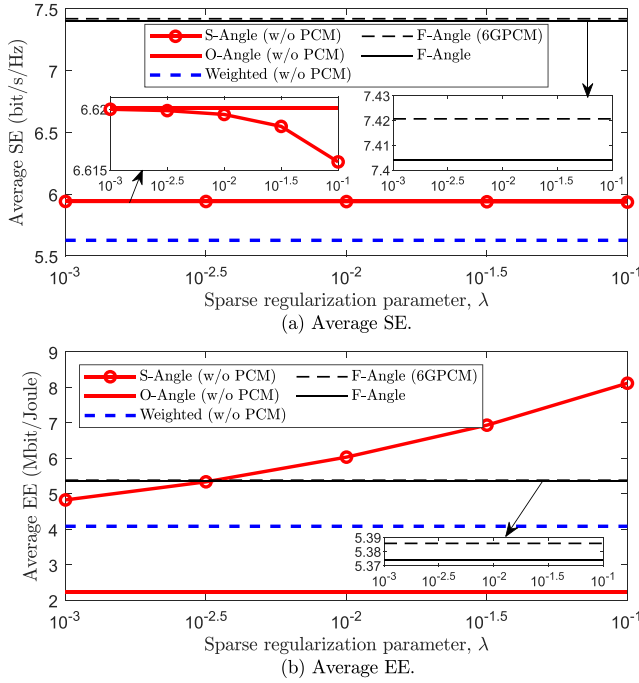 7.5
7
6.5
6
5.5
Average SE (bit/s/Hz)
S-Angle (w/o PCM)
O-Angle (w/o PCM)
Weighted (w/o PCM)
F-Angle (6GPCM)
F-Angle
6.62
6.615
10^-3 10^-2.5 10^-2 10^-1.5 10^-1
7.43
7.42
7.41
7.4
10^-3 10^-2.5 10^-2 10^-1.5 10^-1
10^-3 10^-2.5 10^-2 10^-1.5 10^-1
Sparse regularization parameter, λ
(a) Average SE.
9
8
7
6
5
4
3
2
Average EE (Mbit/Joule)
S-Angle (w/o PCM)
O-Angle (w/o PCM)
Weighted (w/o PCM)
F-Angle (6GPCM)
F-Angle
5.39
5.38
5.37
10^-3 10^-2.5 10^-2 10^-1.5 10^-1
10^-3 10^-2.5 10^-2 10^-1.5 10^-1
Sparse regularization parameter, λ
(b) Average EE.